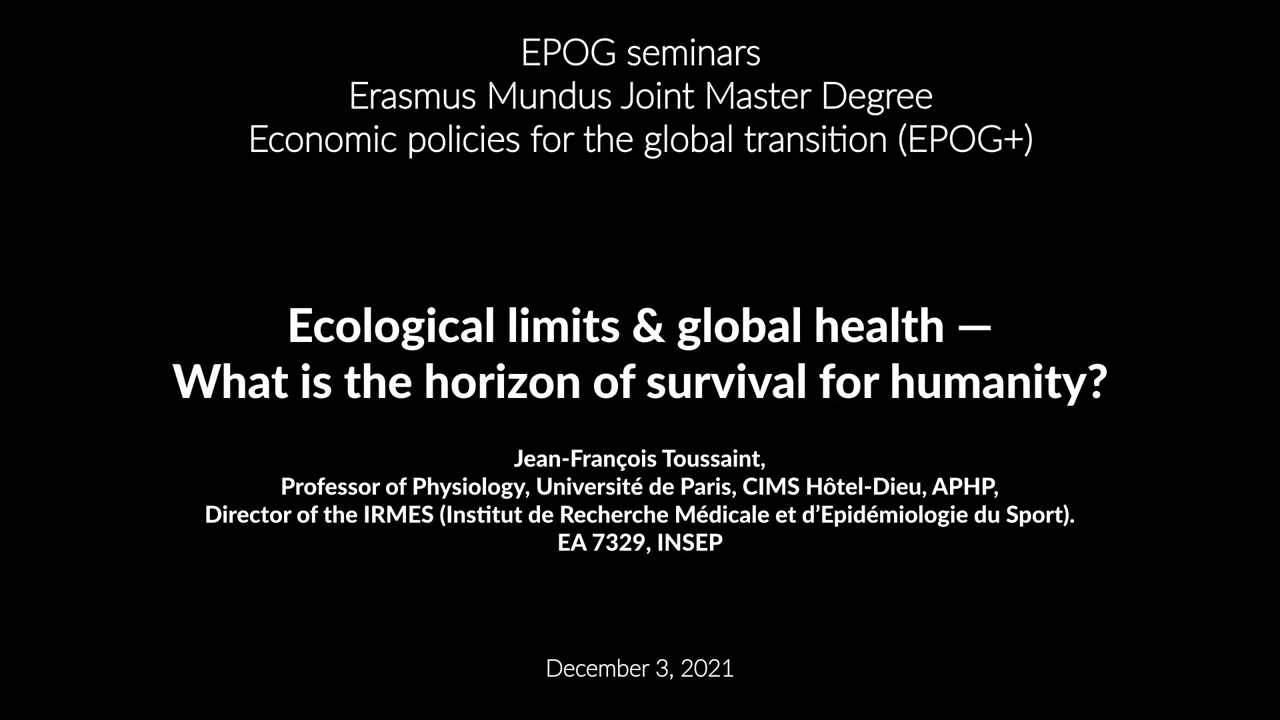 EPOG seminars
Erasmus Mundus Joint Master Degree
Economic policies for the global transition (EPOG+)
Ecological limits & global health —
What is the horizon of survival for humanity?
Jean-François Toussaint,
Professor of Physiology, Université de Paris, CIMS Hôtel-Dieu, APHP,
Director of the IRMES (Institut de Recherche Médicale et d’Epidémiologie du Sport).
EA 7329, INSEP
December 3, 2021